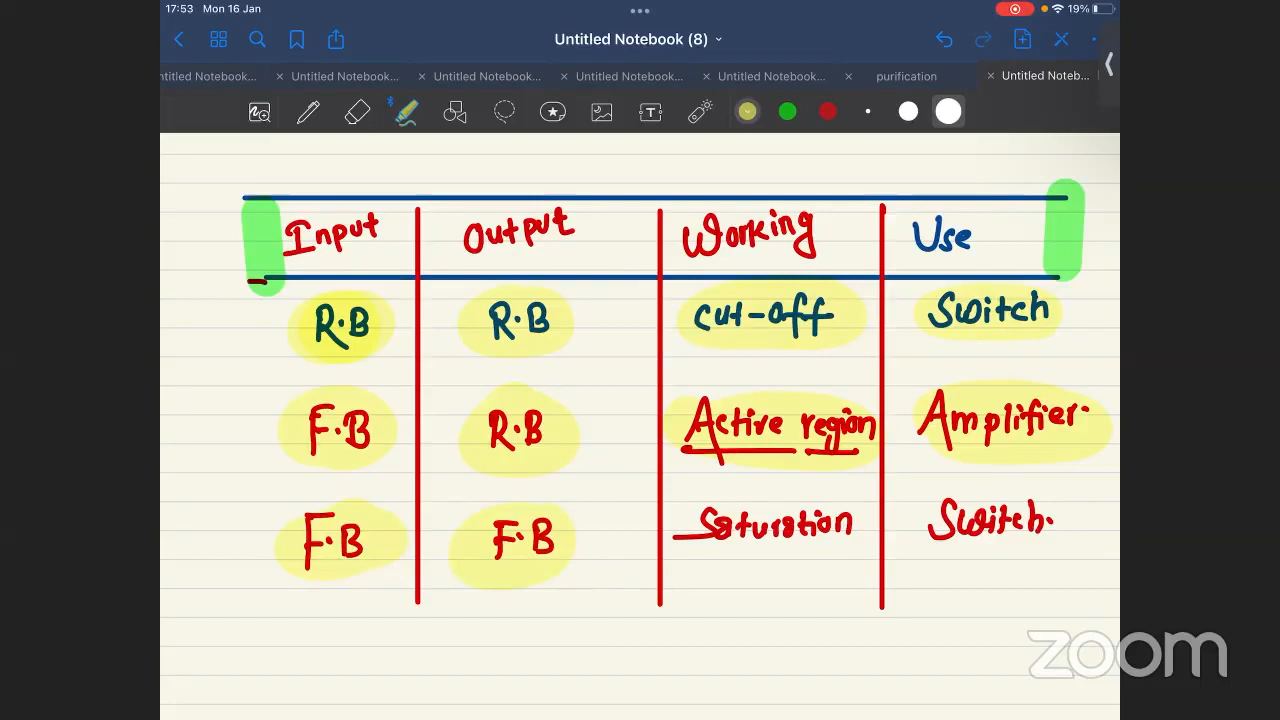 17:53 Mon 16 Jan
19%
Untitled Notebook (8)
ntitled Notebook... × Untitled Notebook... × Untitled Notebook... × Untitled Notebook... × Untitled Notebook... × purification × Untitled Noteb...
Input Output Working Use
R.B R.B Cut-off Switch
F.B R.B Active region Amplifier.
F.B F.B Saturation Switch.
zoom